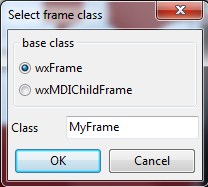 Select frame class
base class
wxFrame
wxMDIChildFrame
Class MyFrame
OK Cancel